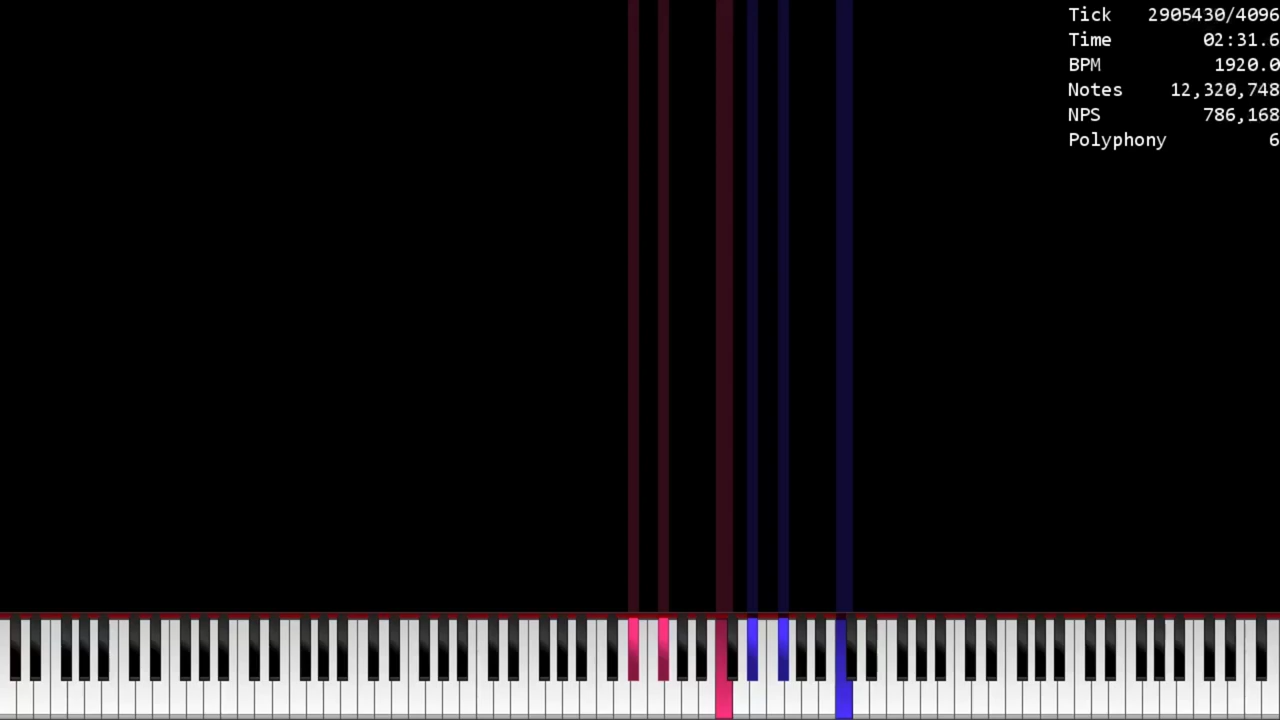 Tick 2905430/4096
Time 02:31.6
BPM 1920.0
Notes 12,320,748
NPS 786,168
Polyphony 6